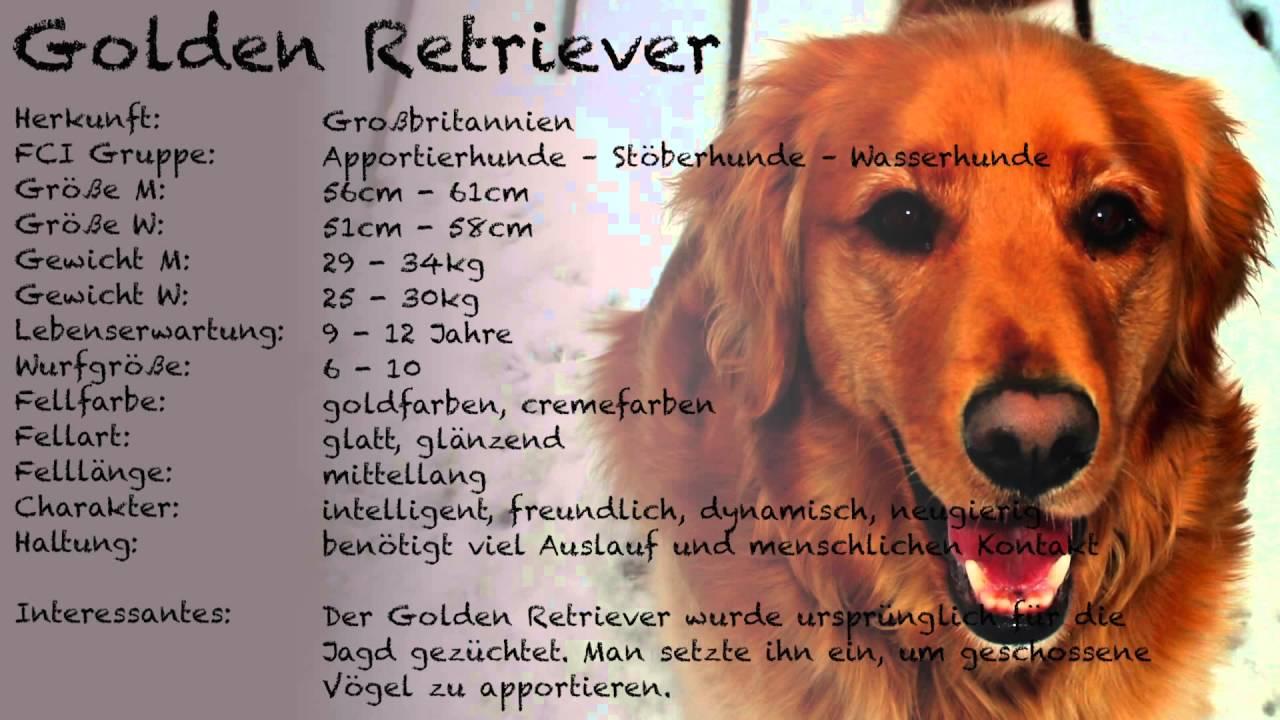 Golden Retriever
Herkunft: Großbritannien
FCI Gruppe: Apportierhunde - Stöberhunde - Wasserhunde
Größe M: 56cm - 61cm
Größe W: 51cm - 58cm
Gewicht M: 29 - 34kg
Gewicht W: 25 - 30kg
Lebenserwartung: 9 - 12 Jahre
Wurfgröße: 6 - 10
Fellfarbe: goldfarben, cremefarben
Fellart: glatt, glänzend
Felllänge: mittellang
Charakter: intelligent, freundlich, dynamisch, neugierig
Haltung: benötigt viel Auslauf und menschlichen Kontakt
Interessantes: Der Golden Retriever wurde ursprünglich für die
Jagd gezüchtet. Man setzte ihn ein, um geschossene
Vögel zu apportieren.